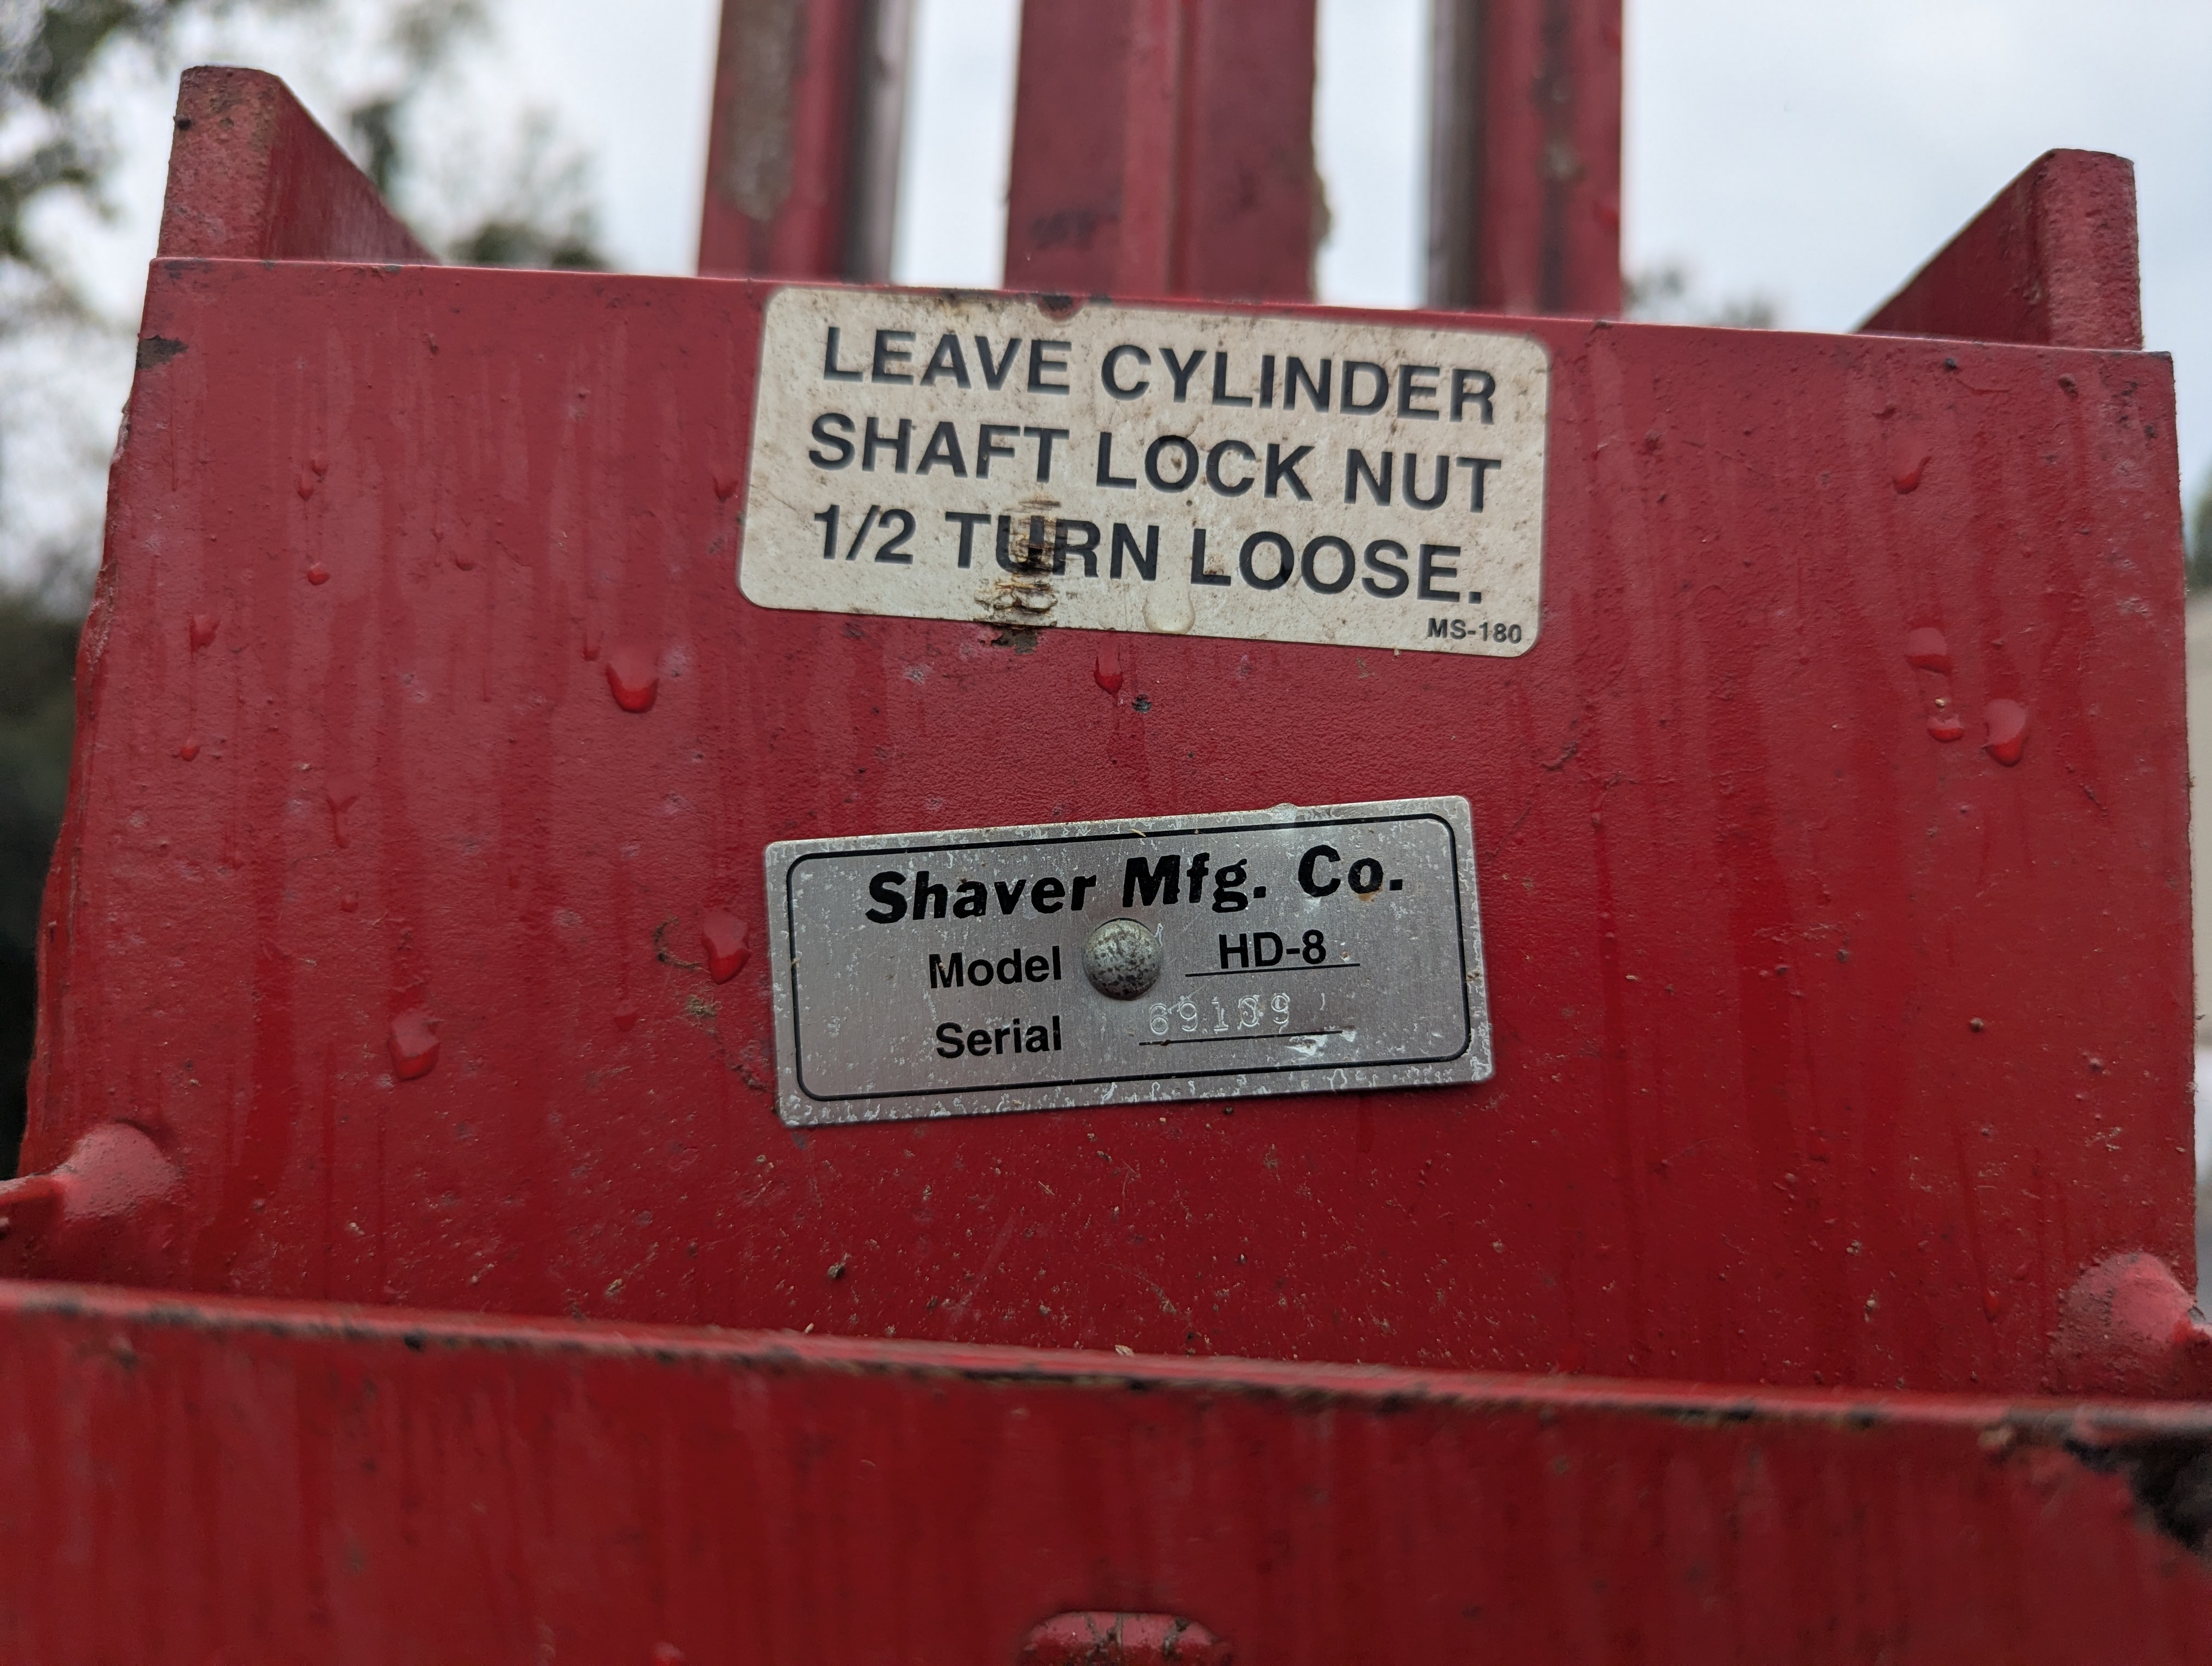 LEAVE CYLINDER
SHAFT LOCK NUT
1/2 TURN LOOSE.
MS-180
Shaver Mfg. Co.
Model HD-8
Serial